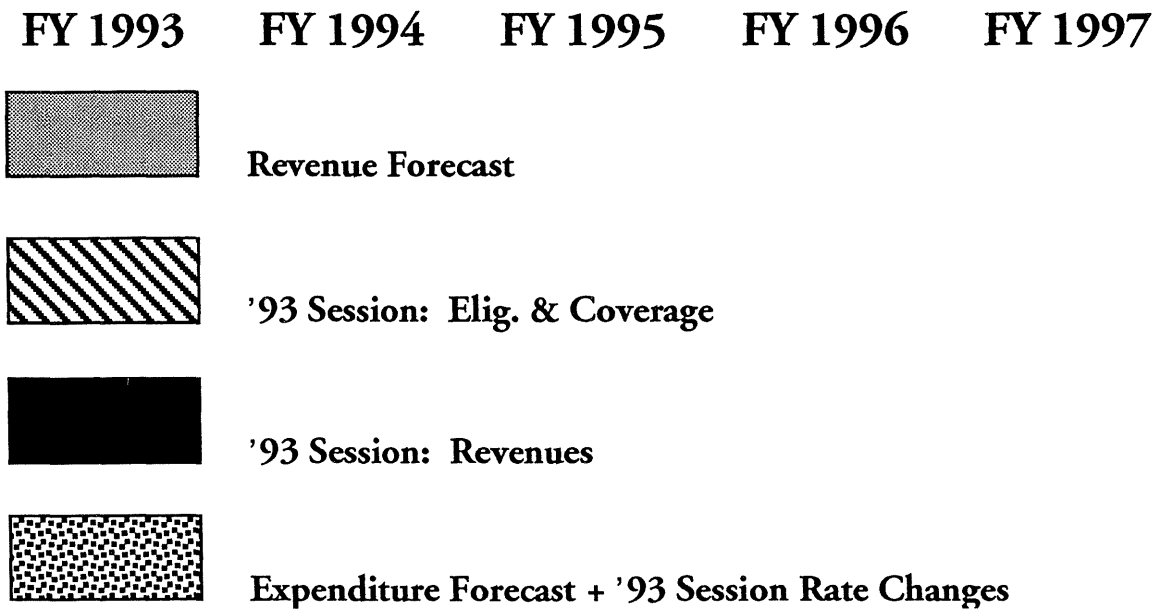 FY 1993 FY 1994 FY 1995 FY 1996 FY 1997
Revenue Forecast
’93 Session: Elig. & Coverage
’93 Session: Revenues
Expenditure Forecast + ’93 Session Rate Changes